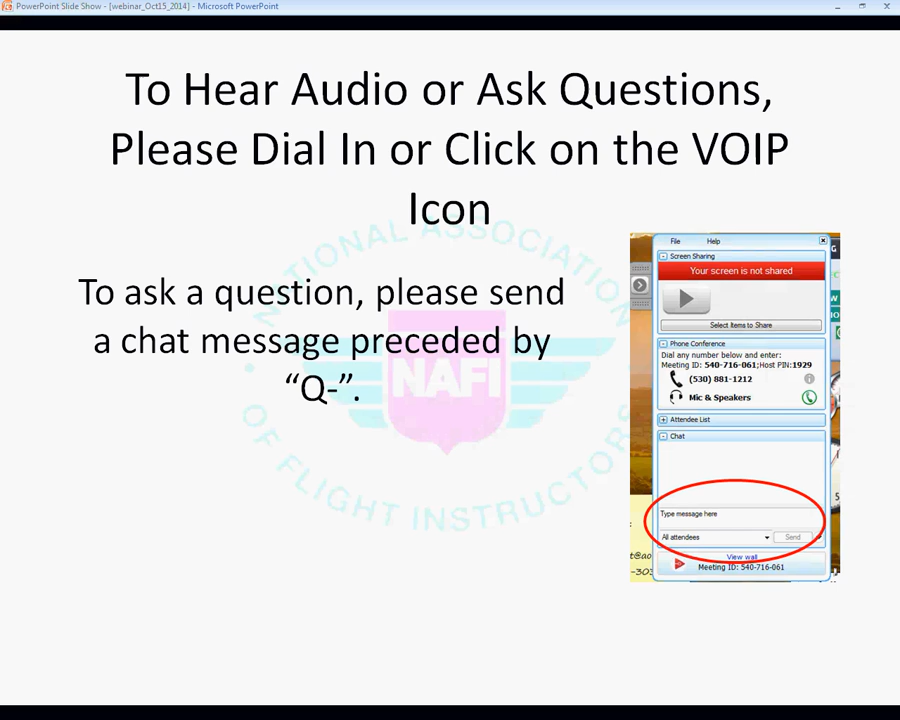 PowerPoint Slide Show - [webinar_Oct15_2014] - Microsoft PowerPoint
To Hear Audio or Ask Questions,
Please Dial In or Click on the VOIP
Icon
NATIONAL ASSOCIATION
NAFI
OF FLIGHT INSTRUCTORS
To ask a question, please send
a chat message preceded by
“Q-”.
File Help
Screen Sharing
Your screen is not shared
Select Items to Share
Phone Conference
Dial any number below and enter:
Meeting ID: 540-716-061;Host PIN:1929
(530) 881-1212
Mic & Speakers
Attendee List
Chat
Type message here
All attendees Send
View wall
Meeting ID: 540-716-061